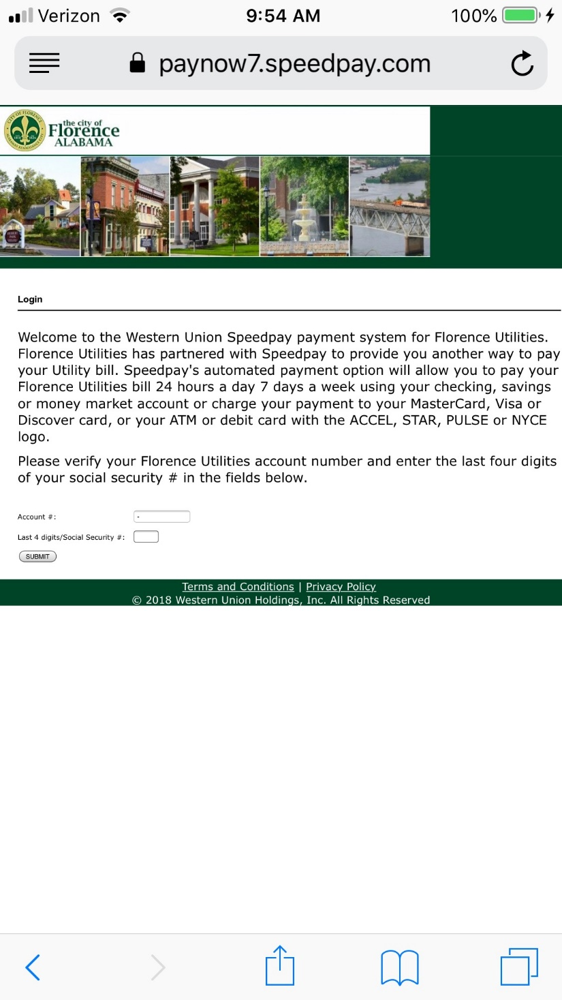 Verizon 9:54 AM 100%
paynow7.speedpay.com
the city of
Florence
ALABAMA
Login
Welcome to the Western Union Speedpay payment system for Florence Utilities.
Florence Utilities has partnered with Speedpay to provide you another way to pay
your Utility bill. Speedpay's automated payment option will allow you to pay your
Florence Utilities bill 24 hours a day 7 days a week using your checking, savings
or money market account or charge your payment to your MasterCard, Visa or
Discover card, or your ATM or debit card with the ACCEL, STAR, PULSE or NYCE
logo.
Please verify your Florence Utilities account number and enter the last four digits
of your social security # in the fields below.
Account #: -
Last 4 digits/Social Security #:
SUBMIT
Terms and Conditions | Privacy Policy
© 2018 Western Union Holdings, Inc. All Rights Reserved